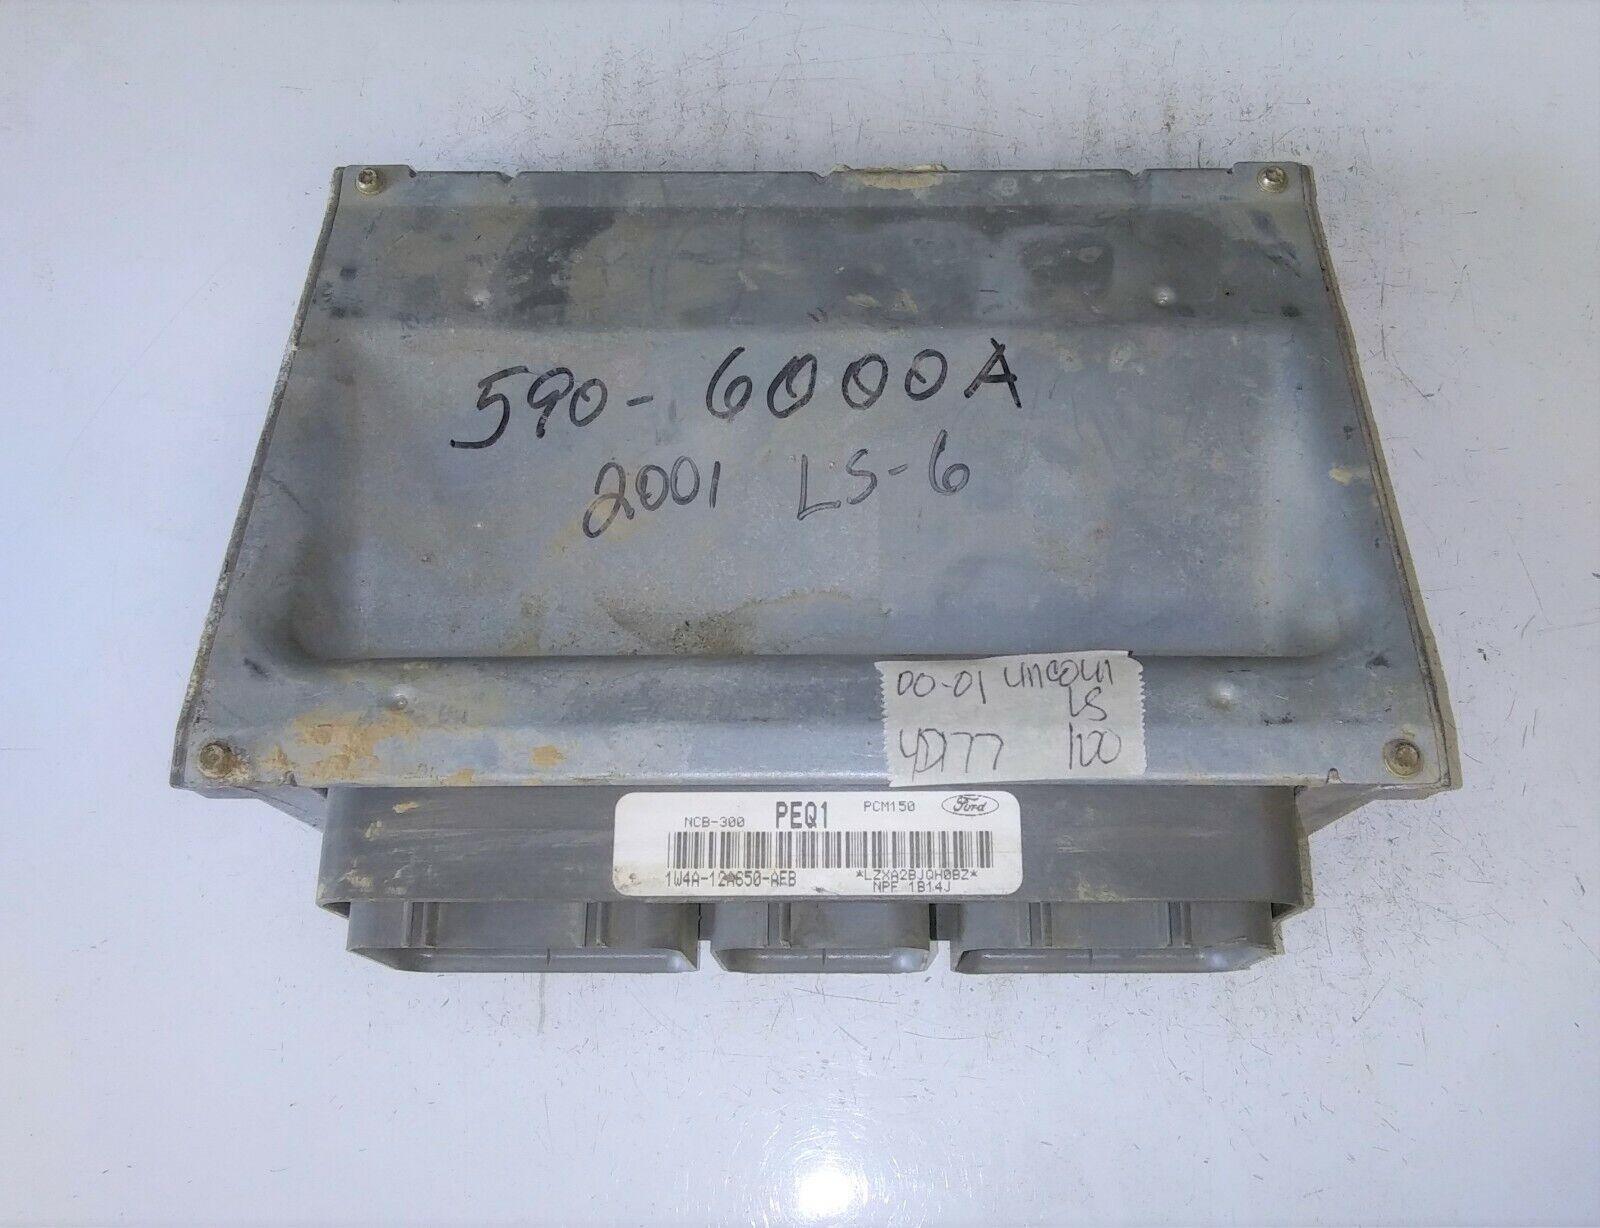 590-6000A
2001 LS-6
00-01 LINCOLN
LS
100
NCB-300 PEQ1 PCM150 Ford
1W4A-12A650-AEB *LZXA2BJQH0BZ*
NPF 1B14J